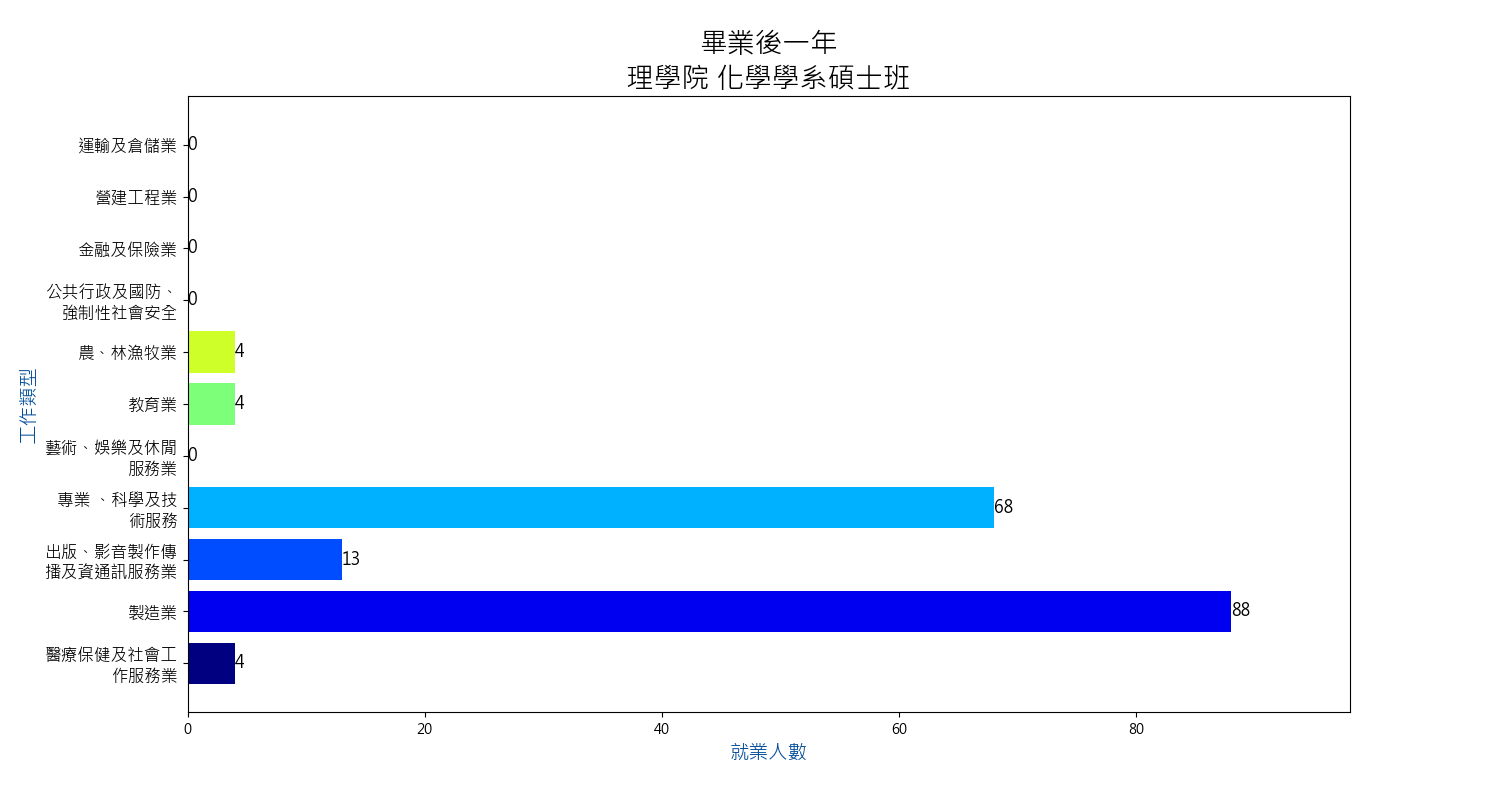 畢業後一年
理學院 化學學系碩士班
運輸及倉儲業
0
營建工程業
0
金融及保險業
0
公共行政及國防、
強制性社會安全
0
農、林漁牧業
4
教育業
4
藝術、娛樂及休閒
服務業
0
專業 、科學及技
術服務
68
出版、影音製作傳
播及資通訊服務業
13
製造業
88
醫療保健及社會工
作服務業
4
工作類型
0 20 40 60 80
就業人數